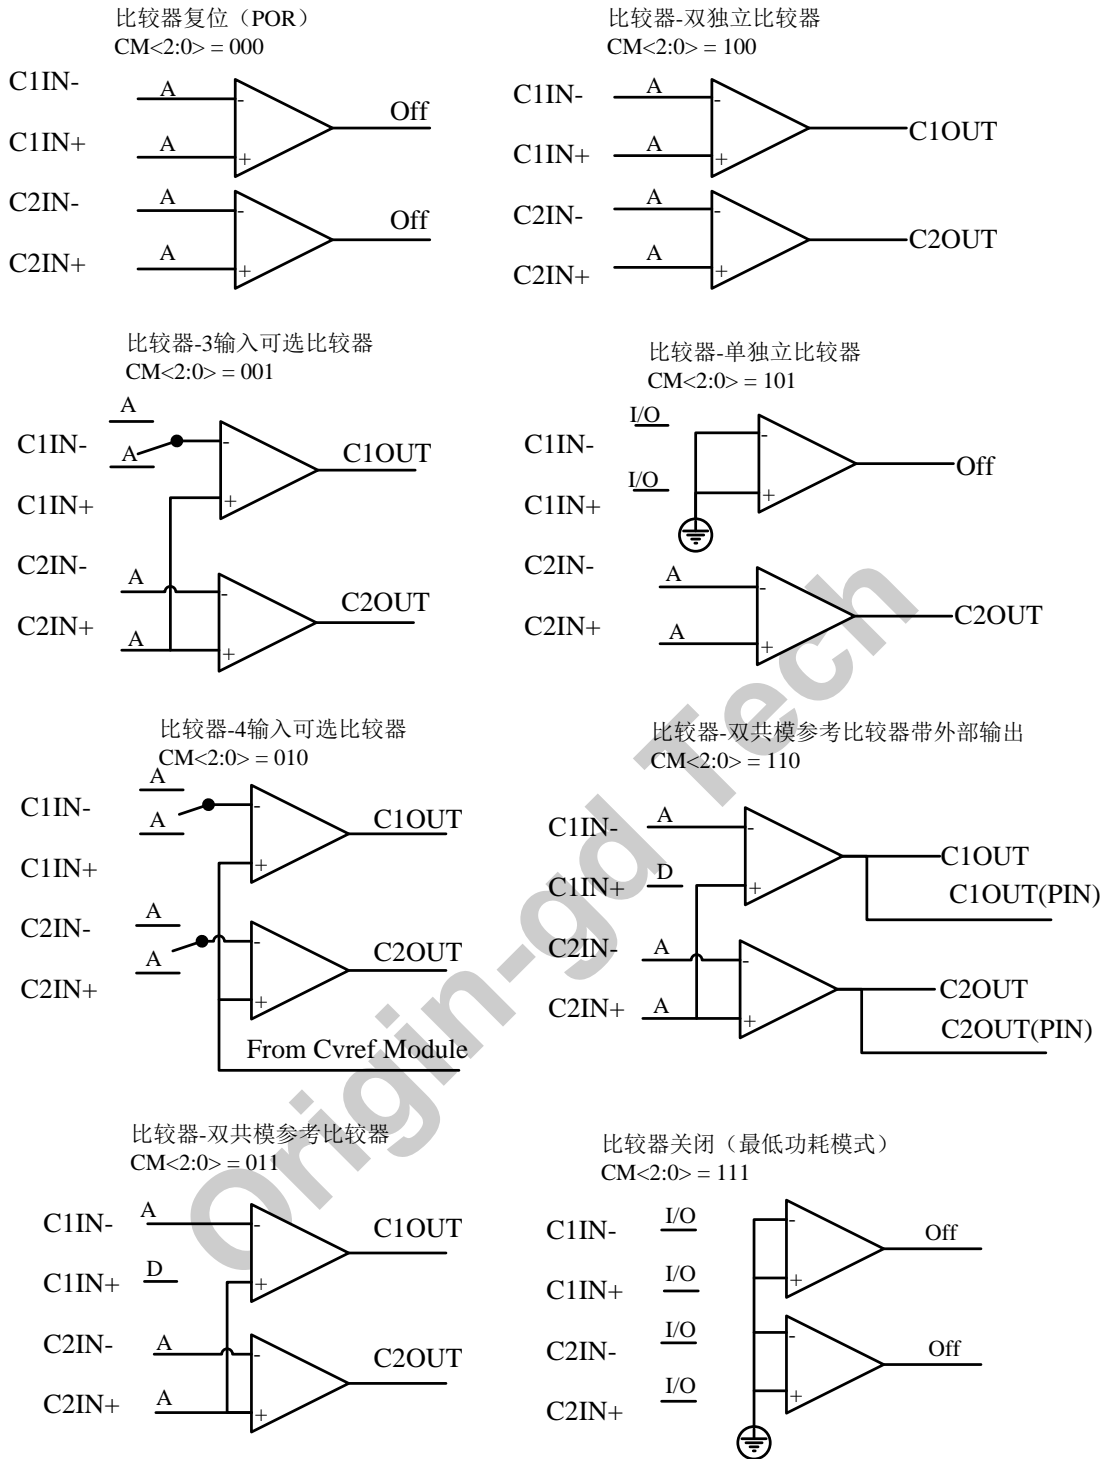 比较器复位（POR）
CM<2:0> = 000
C1IN-
A
-
Off
C1IN+
A
+
C2IN-
A
-
Off
C2IN+
A
+
比较器-双独立比较器
CM<2:0> = 100
C1IN-
A
-
C1OUT
C1IN+
A
+
C2IN-
A
-
C2OUT
C2IN+
A
+
比较器-3输入可选比较器
CM<2:0> = 001
A
C1IN-
A
-
C1OUT
C1IN+
+
C2IN-
A
-
C2OUT
C2IN+
A
+
比较器-单独立比较器
CM<2:0> = 101
I/O
C1IN-
-
Off
I/O
C1IN+
+
C2IN-
A
-
C2OUT
C2IN+
A
+
比较器-4输入可选比较器
CM<2:0> = 010
A
C1IN-
A
-
C1OUT
C1IN+
+
A
C2IN-
A
-
C2OUT
C2IN+
+
From Cvref Module
比较器-双共模参考比较器带外部输出
CM<2:0> = 110
C1IN-
A
-
C1OUT
C1IN+
D
+
C1OUT(PIN)
C2IN-
A
-
C2OUT
C2IN+
A
+
C2OUT(PIN)
比较器-双共模参考比较器
CM<2:0> = 011
C1IN-
A
-
C1OUT
C1IN+
D
+
C2IN-
A
-
C2OUT
C2IN+
A
+
比较器关闭（最低功耗模式）
CM<2:0> = 111
C1IN-
I/O
-
Off
C1IN+
I/O
+
C2IN-
I/O
-
Off
C2IN+
I/O
+
Origin-gd Tech